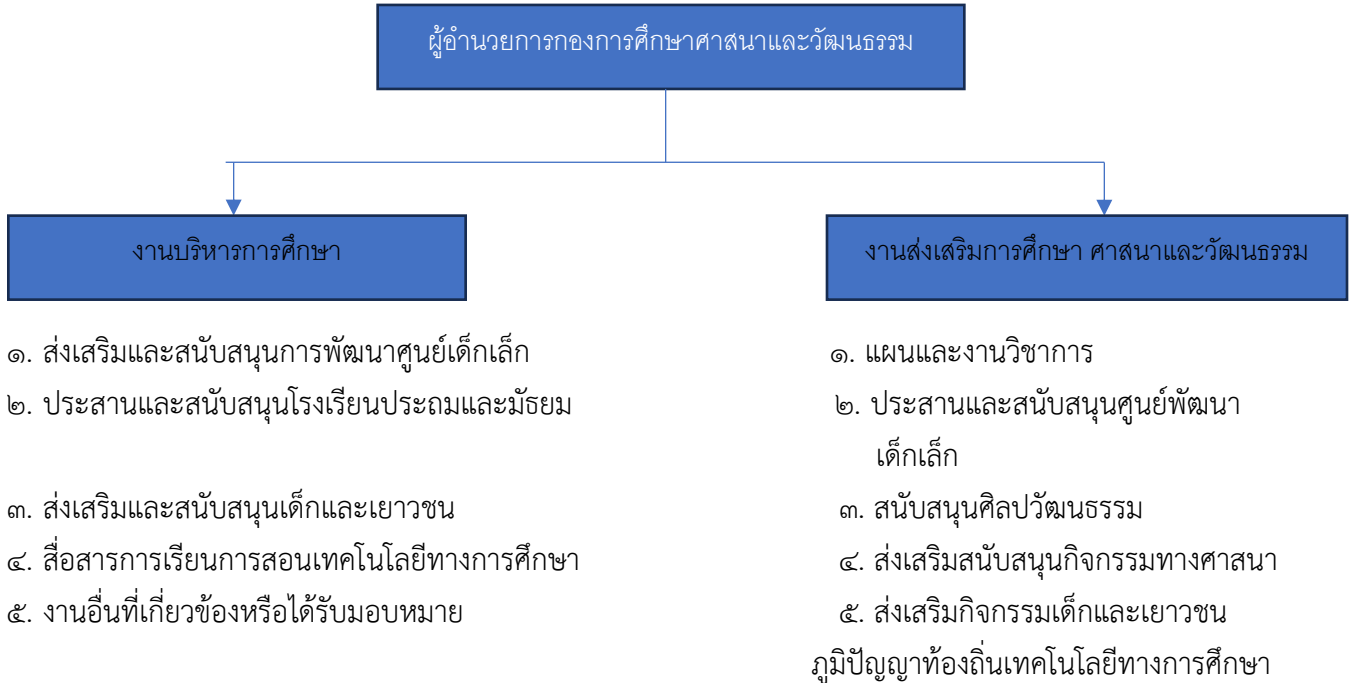 ผู้อำนวยการกองการศึกษาศาสนาและวัฒนธรรม
งานบริหารการศึกษา
๑. ส่งเสริมและสนับสนุนการพัฒนาศูนย์เด็กเล็ก
๒. ประสานและสนับสนุนโรงเรียนประถมและมัธยม
๓. ส่งเสริมและสนับสนุนเด็กและเยาวชน
๔. สื่อสารการเรียนการสอนเทคโนโลยีทางการศึกษา
๕. งานอื่นที่เกี่ยวข้องหรือได้รับมอบหมาย
งานส่งเสริมการศึกษา ศาสนาและวัฒนธรรม
๑. แผนและงานวิชาการ
๒. ประสานและสนับสนุนศูนย์พัฒนา
เด็กเล็ก
๓. สนับสนุนศิลปวัฒนธรรม
๔. ส่งเสริมสนับสนุนกิจกรรมทางศาสนา
๕. ส่งเสริมกิจกรรมเด็กและเยาวชน
ภูมิปัญญาท้องถิ่นเทคโนโลยีทางการศึกษา